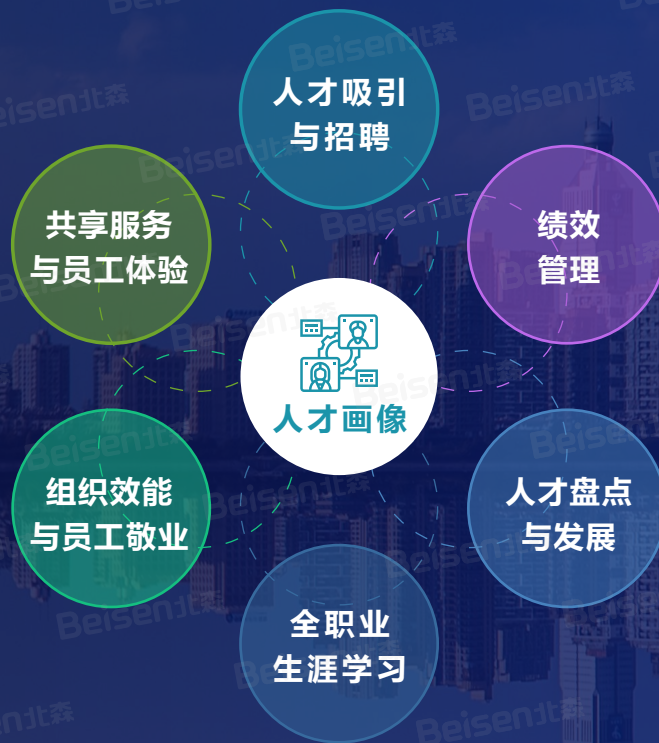 人才吸引
与招聘
共享服务
与员工体验
绩效
管理
人才画像
组织效能
与员工敬业
人才盘点
与发展
全职业
生涯学习
Beisen北森